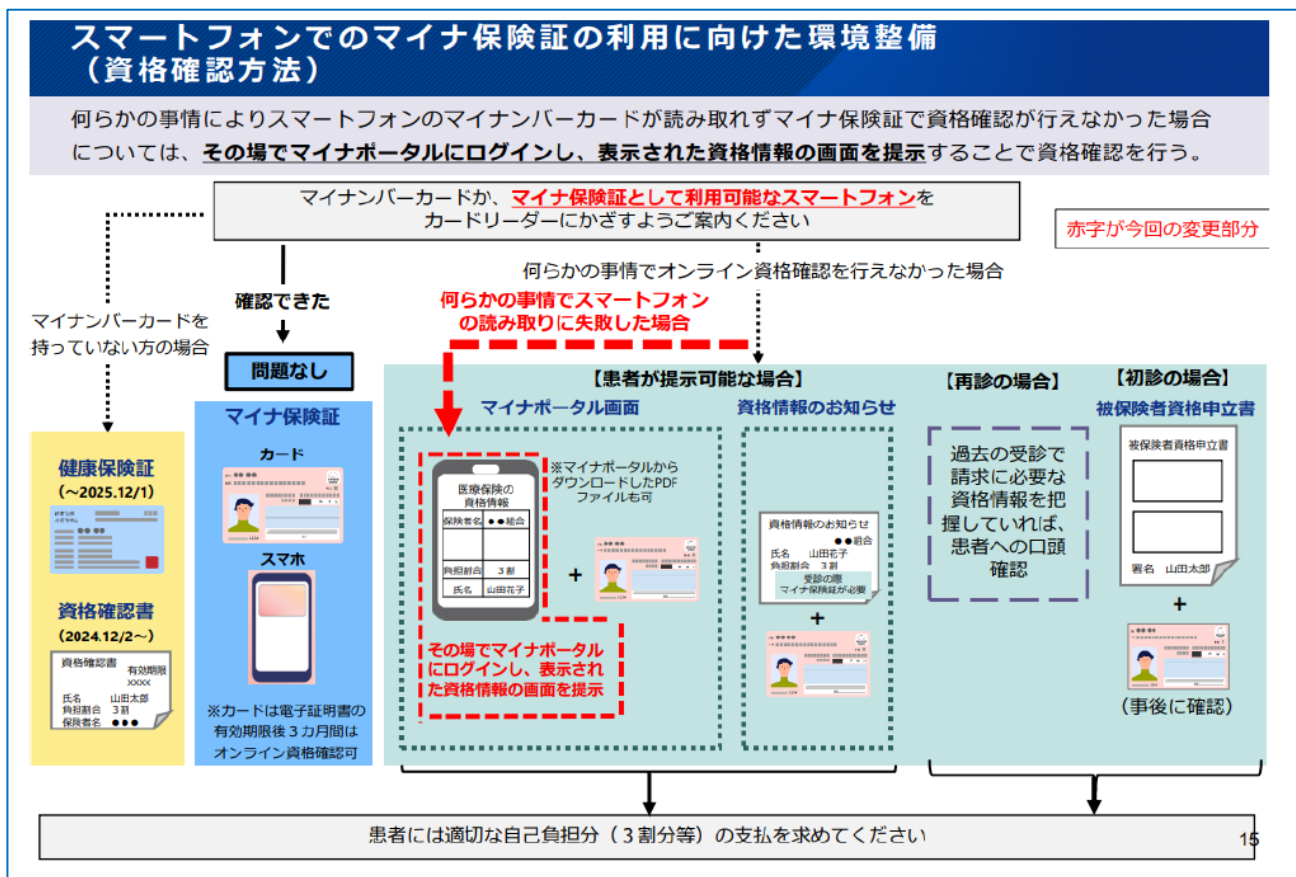 スマートフォンでのマイナ保険証の利用に向けた環境整備
（資格確認方法）
何らかの事情によりスマートフォンのマイナンバーカードが読み取れずマイナ保険証で資格確認が行えなかった場合
については、その場でマイナポータルにログインし、表示された資格情報の画面を提示することで資格確認を行う。
マイナンバーカードか、マイナ保険証として利用可能なスマートフォンを
カードリーダーにかざすようご案内ください
赤字が今回の変更部分
何らかの事情でオンライン資格確認を行えなかった場合
確認できた
何らかの事情でスマートフォン
の読み取りに失敗した場合
マイナンバーカードを
持っていない方の場合
問題なし
健康保険証
（～2025.12/1）
資格確認書
（2024.12/2～）
資格確認書
有効期限
XXXX
氏名 山田太郎
負担割合 3割
保険者名 ●●●
マイナ保険証
カード
スマホ
※カードは電子証明書の
有効期限後３カ月間は
オンライン資格確認可
【患者が提示可能な場合】
マイナポータル画面
医療保険の
資格情報
保険者名 ●●組合
負担割合 3割
氏名 山田花子
※マイナポータルから
ダウンロードしたPDF
ファイルも可
+
その場でマイナポータル
にログインし、表示され
た資格情報の画面を提示
資格情報のお知らせ
資格情報のお知らせ
●●組合
氏名 山田花子
負担割合 3割
受診の際
マイナ保険証が必要
+
【再診の場合】
過去の受診で
請求に必要な
資格情報を把
握していれば、
患者への口頭
確認
【初診の場合】
被保険者資格申立書
被保険者資格申立書
署名 山田太郎
+
（事後に確認）
患者には適切な自己負担分（３割分等）の支払を求めてください
15